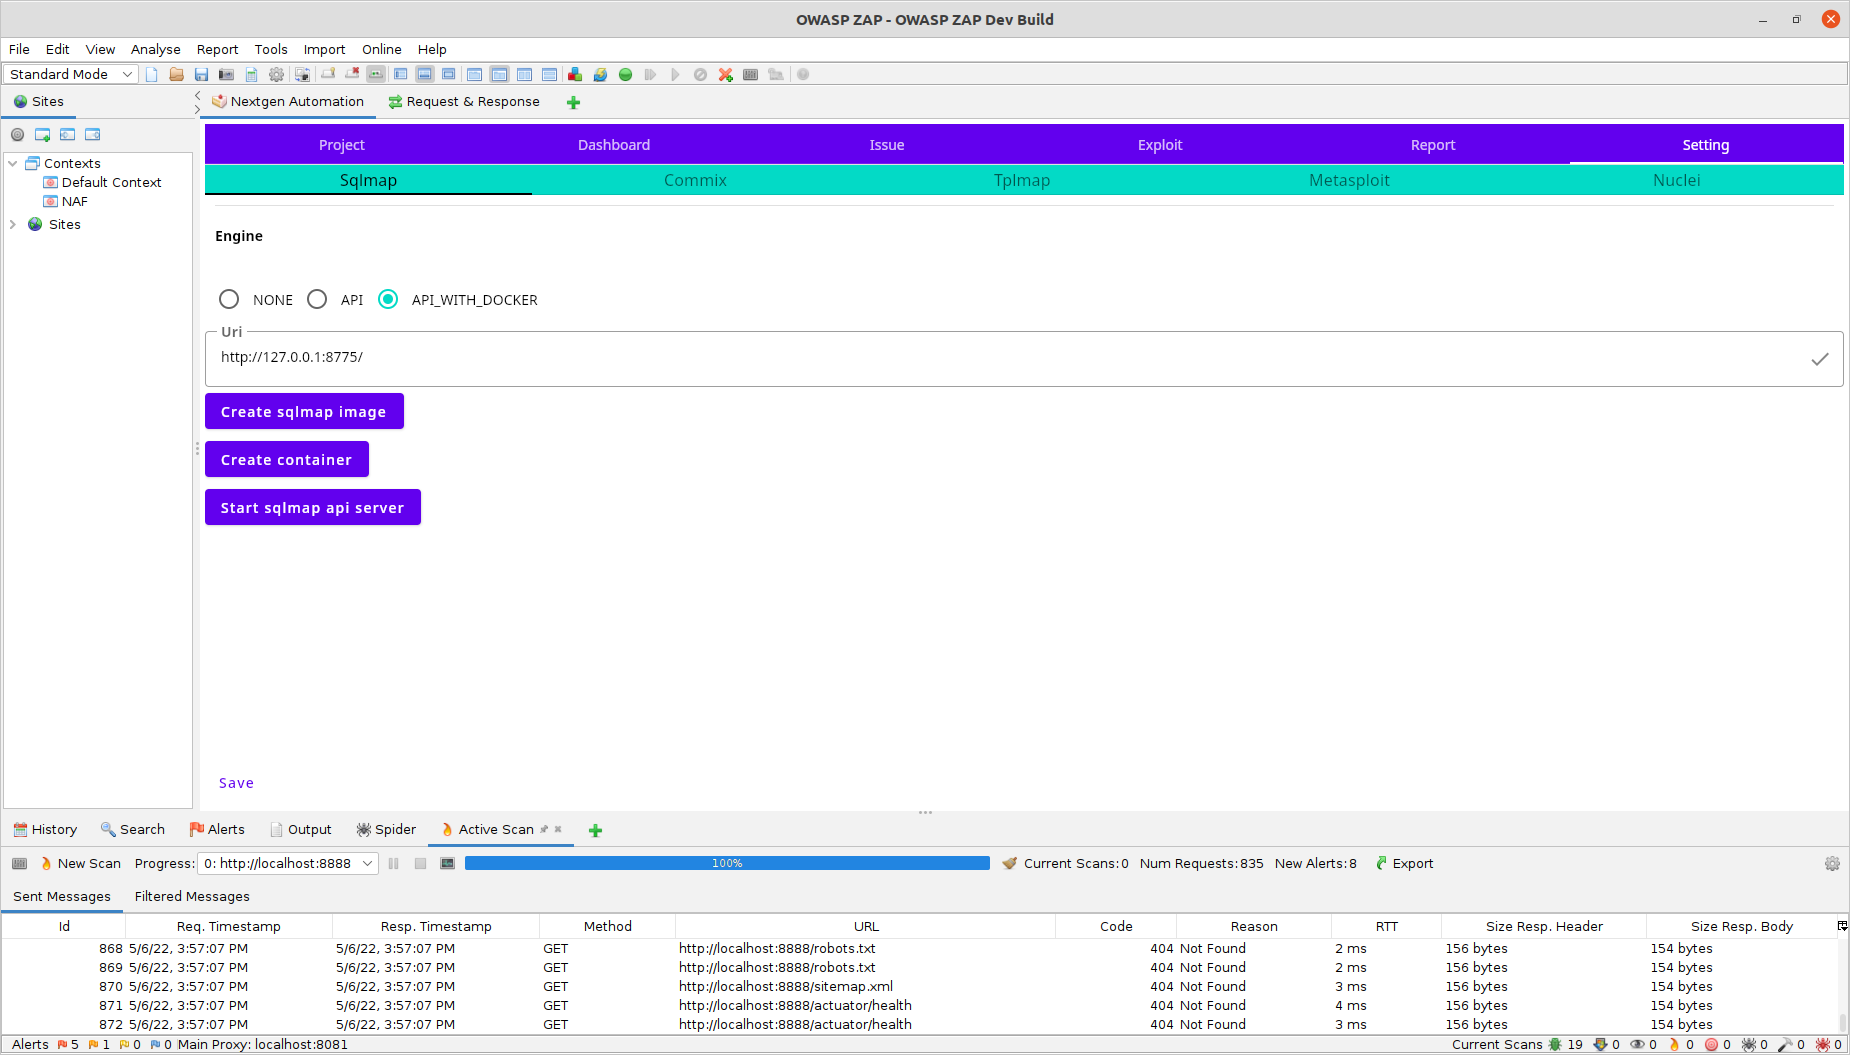 OWASP ZAP - OWASP ZAP Dev Build
File Edit View Analyse Report Tools Import Online Help
Standard Mode
Sites
Nextgen Automation Request & Response
Project Dashboard Issue Exploit Report Setting
Sqlmap Commix Tplmap Metasploit Nuclei
Contexts
Default Context
NAF
Sites
Engine
NONE API API_WITH_DOCKER
Uri
http://127.0.0.1:8775/
Create sqlmap image
Create container
Start sqlmap api server
Save
History Search Alerts Output Spider Active Scan
New Scan Progress: 0: http://localhost:8888 100% Current Scans:0 Num Requests:835 New Alerts:8 Export
Sent Messages Filtered Messages
Id Req. Timestamp Resp. Timestamp Method URL Code Reason RTT Size Resp. Header Size Resp. Body
868 5/6/22, 3:57:07 PM 5/6/22, 3:57:07 PM GET http://localhost:8888/robots.txt 404 Not Found 2 ms 156 bytes 154 bytes
869 5/6/22, 3:57:07 PM 5/6/22, 3:57:07 PM GET http://localhost:8888/robots.txt 404 Not Found 2 ms 156 bytes 154 bytes
870 5/6/22, 3:57:07 PM 5/6/22, 3:57:07 PM GET http://localhost:8888/sitemap.xml 404 Not Found 3 ms 156 bytes 154 bytes
871 5/6/22, 3:57:07 PM 5/6/22, 3:57:07 PM GET http://localhost:8888/actuator/health 404 Not Found 4 ms 156 bytes 154 bytes
872 5/6/22, 3:57:07 PM 5/6/22, 3:57:07 PM GET http://localhost:8888/actuator/health 404 Not Found 3 ms 156 bytes 154 bytes
Alerts 5 1 0 0 Main Proxy: localhost:8081 Current Scans 19 0 0 0 0 0 0 0